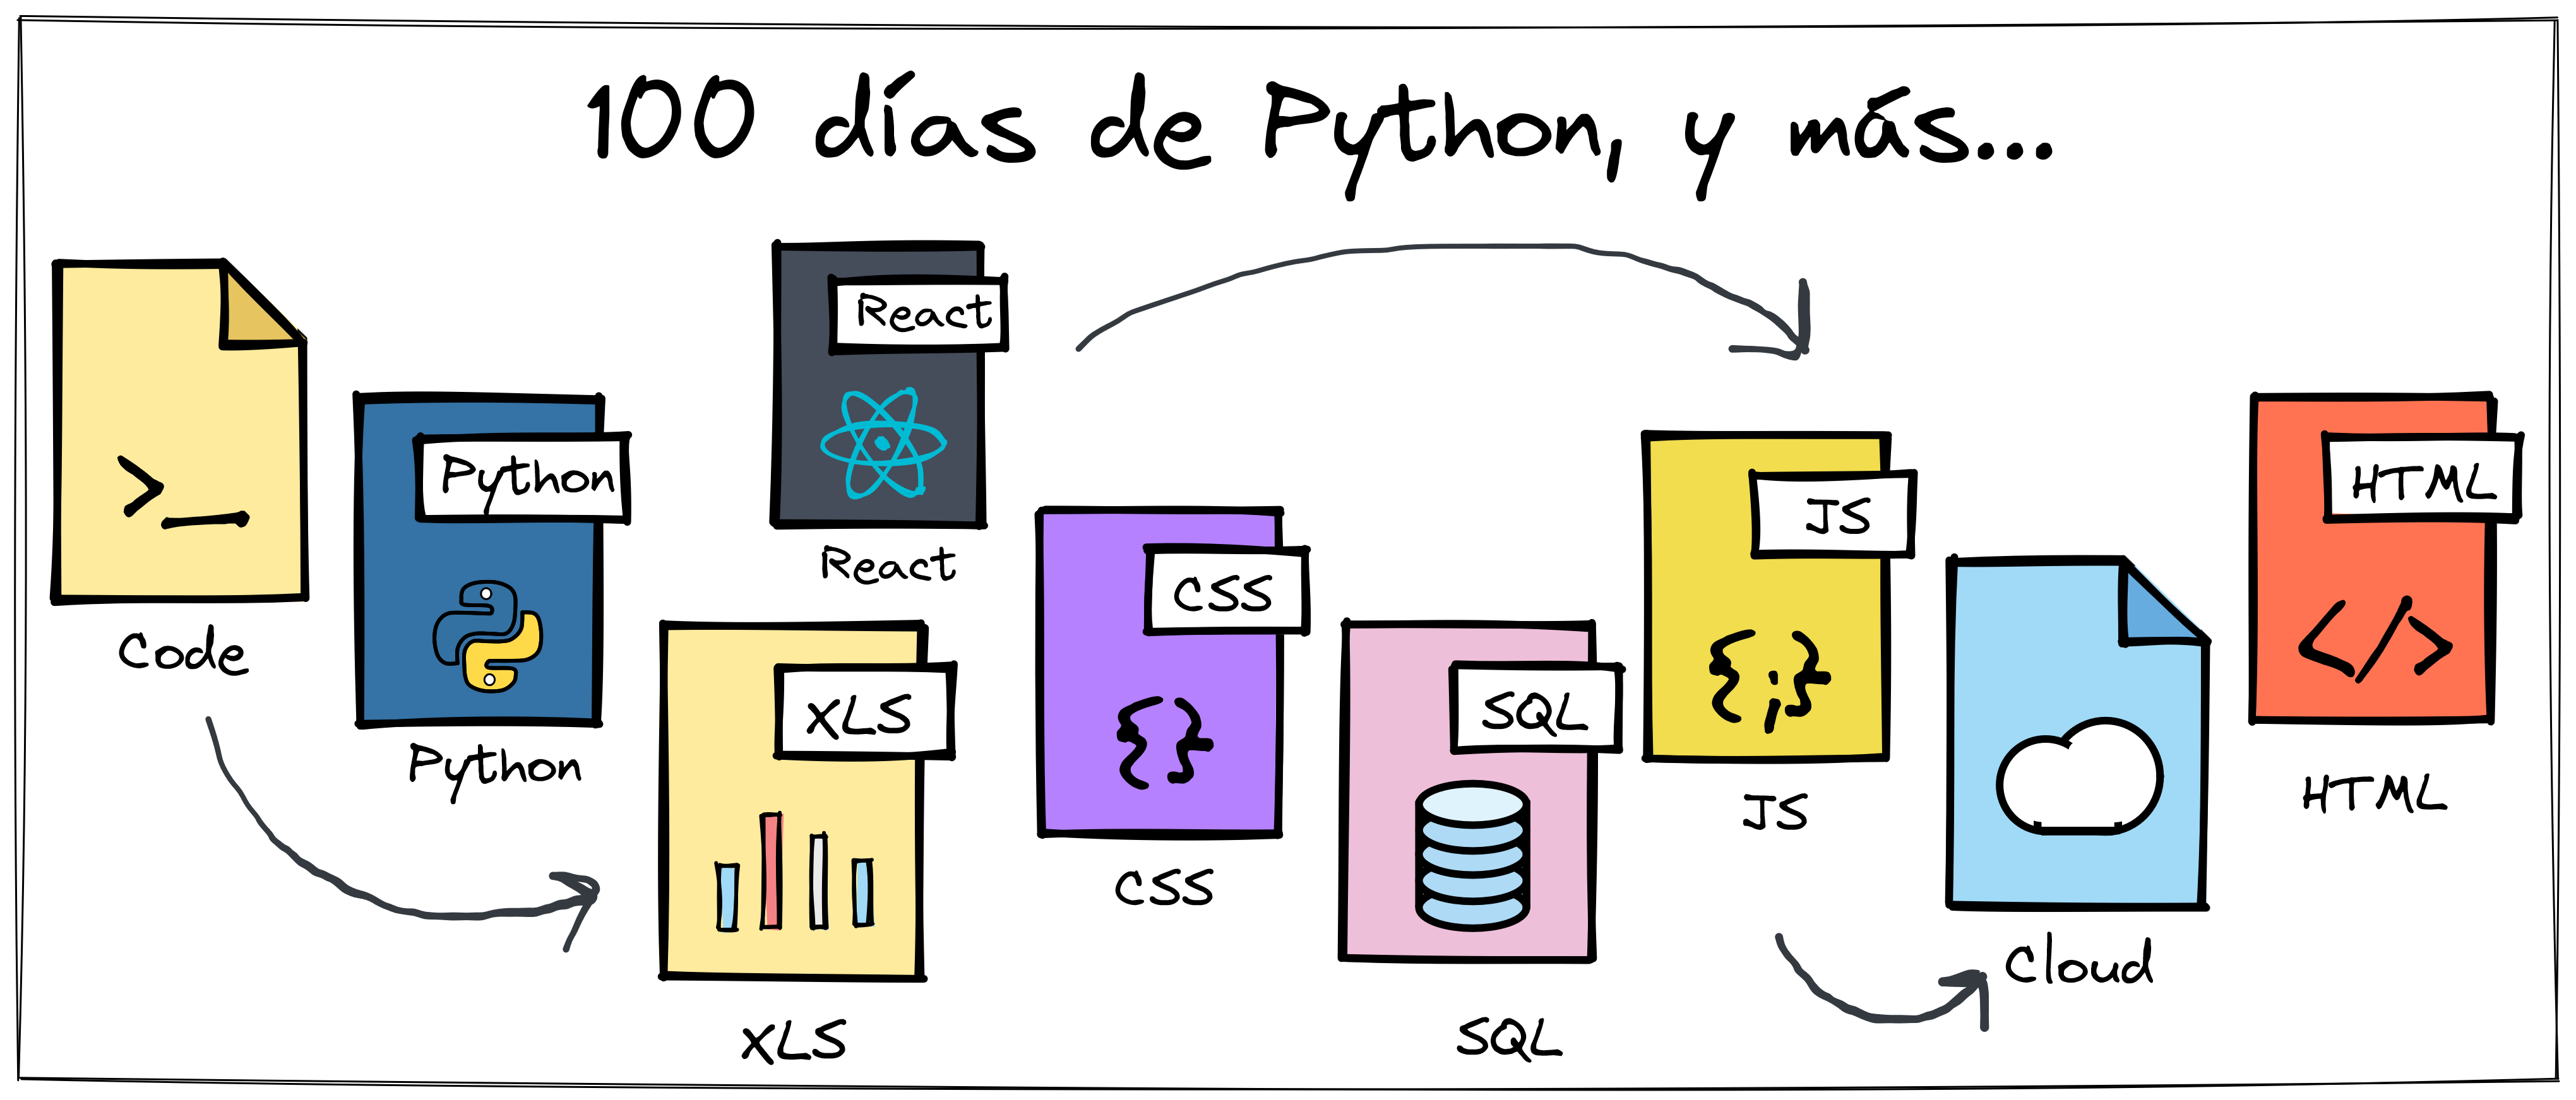 100 días de Python, y más...
>_
Code
Python
Python
React
React
XLS
XLS
CSS
{}
CSS
SQL
SQL
JS
{;}
JS
Cloud
HTML
</>
HTML